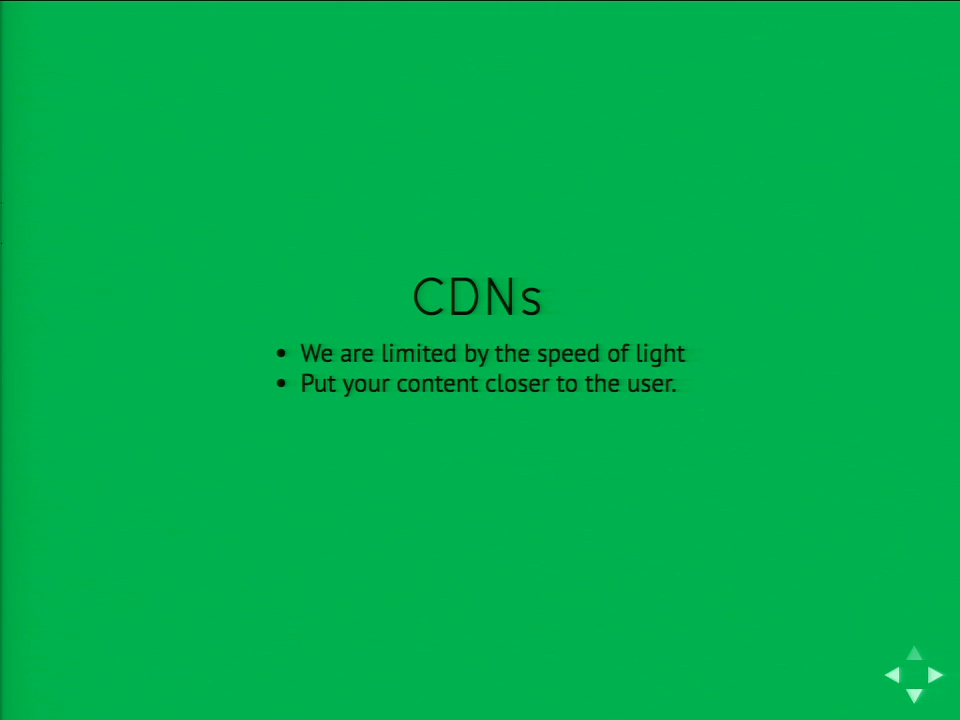 CDNs
• We are limited by the speed of light
• Put your content closer to the user.